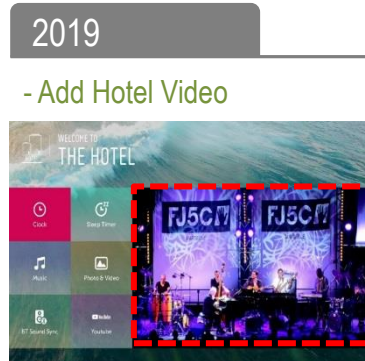 2019
- Add Hotel Video
WELCOME TO
THE HOTEL
Clock
Sleep Timer
FJ5C
FJ5C
Music
Photo & Video
BT Sound Sync
YouTube
Youtube